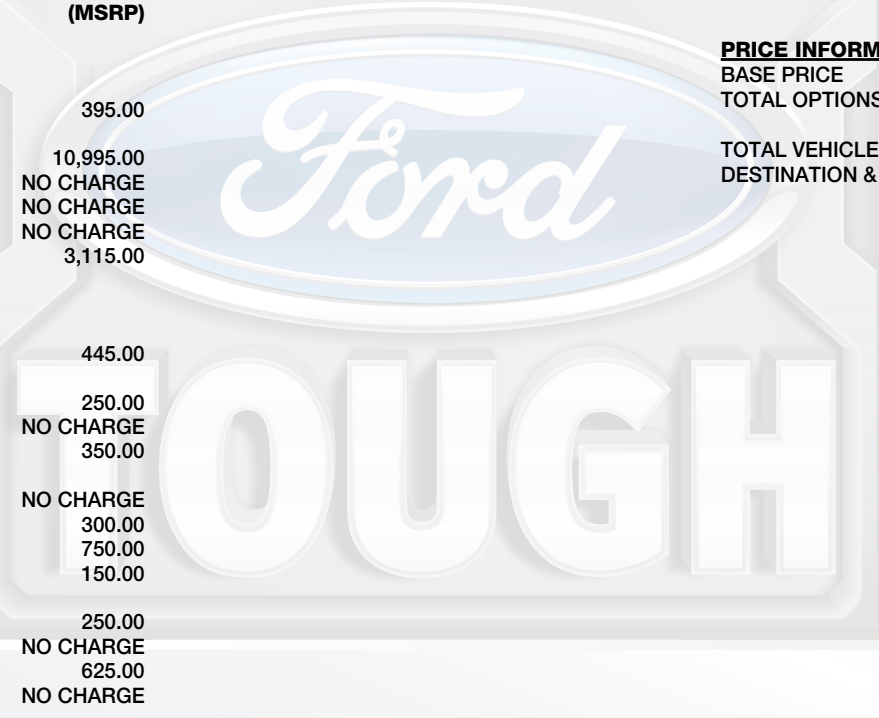 (MSRP)
395.00
10,995.00
NO CHARGE
NO CHARGE
NO CHARGE
3,115.00
445.00
250.00
NO CHARGE
350.00
NO CHARGE
300.00
750.00
150.00
250.00
NO CHARGE
625.00
NO CHARGE
PRICE INFORM
BASE PRICE
TOTAL OPTIONS
TOTAL VEHICLE
DESTINATION &
Ford
TOUGH